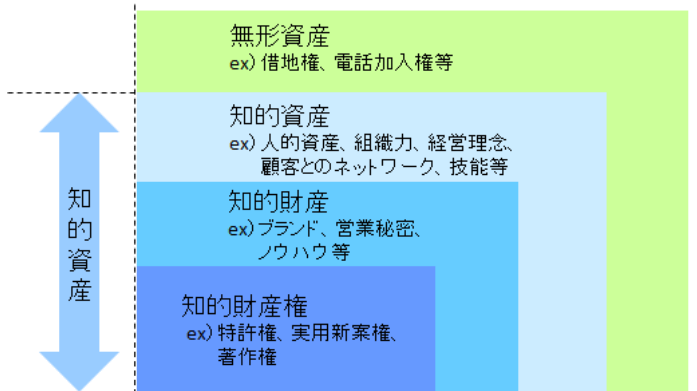 無形資産
ex）借地権、電話加入権等
知的資産
ex）人的資産、組織力、経営理念、
顧客とのネットワーク、技能等
知的財産
ex）ブランド、営業秘密、
ノウハウ等
知的財産権
ex）特許権、実用新案権、
著作権
知的資産